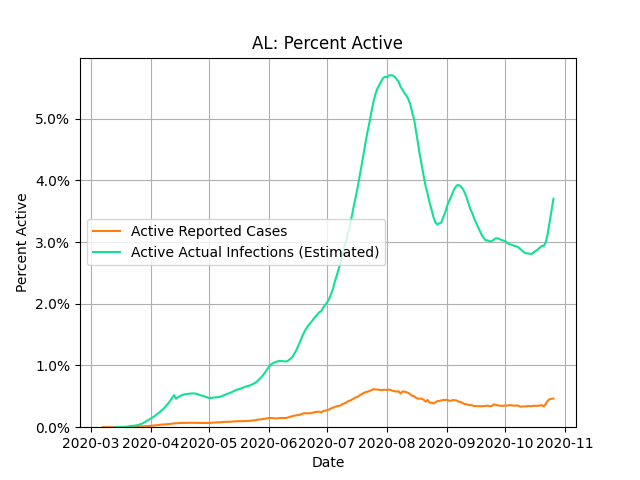 AL: Percent Active
Percent Active
5.0%
4.0%
3.0%
2.0%
1.0%
0.0%
Active Reported Cases
Active Actual Infections (Estimated)
2020-03 2020-04 2020-05 2020-06 2020-07 2020-08 2020-09 2020-10 2020-11
Date